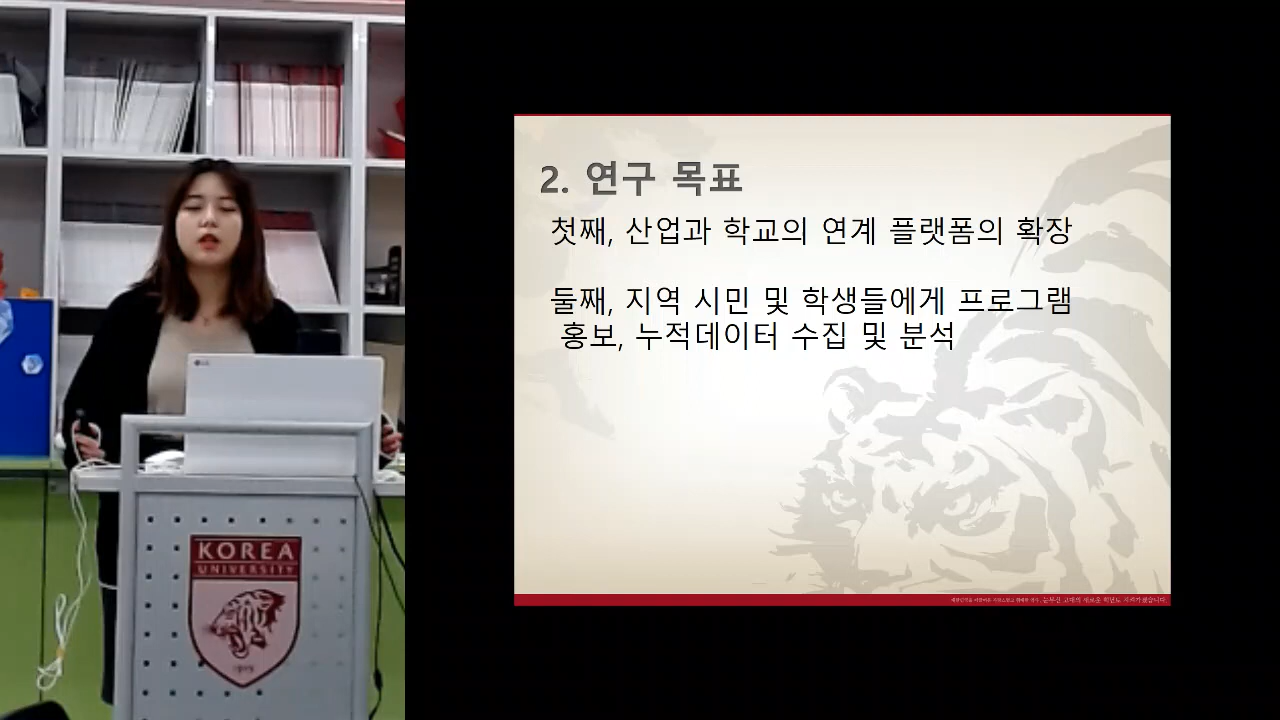 2. 연구 목표
첫째, 산업과 학교의 연계 플랫폼의 확장
둘째, 지역 시민 및 학생들에게 프로그램
홍보, 누적데이터 수집 및 분석
LG
KOREA
UNIVERSITY